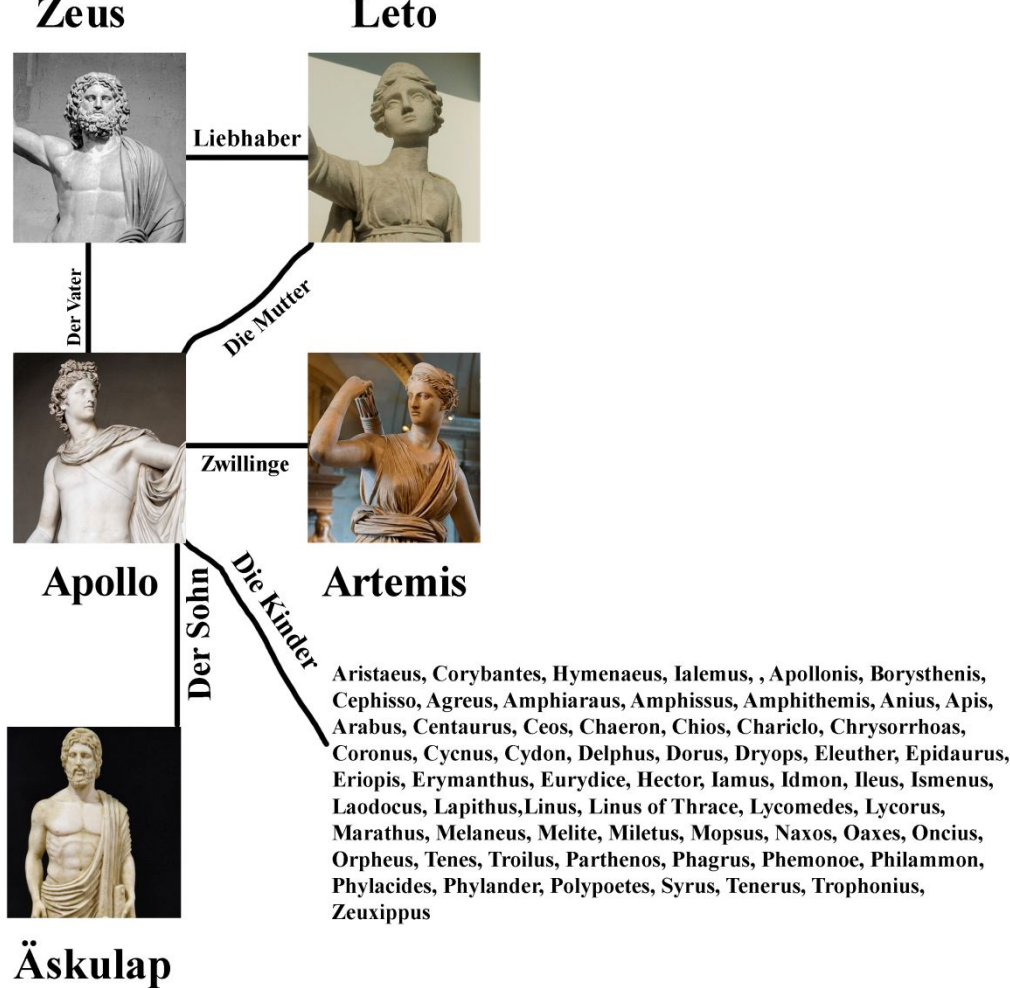 Zeus
Leto
Liebhaber
Der Vater
Die Mutter
Zwillinge
Apollo
Artemis
Der Sohn
Die Kinder
Aristaeus, Corybantes, Hymenaeus, Ialemus, , Apollonis, Borysthenis,
Cephisso, Agreus, Amphiaraus, Amphissus, Amphithemis, Anius, Apis,
Arabus, Centaurus, Ceos, Chaeron, Chios, Chariclo, Chrysorrhoas,
Coronus, Cycnus, Cydon, Delphus, Dorus, Dryops, Eleuther, Epidaurus,
Eriopis, Erymanthus, Eurydice, Hector, Iamus, Idmon, Ileus, Ismenus,
Laodocus, Lapithus,Linus, Linus of Thrace, Lycomedes, Lycorus,
Marathus, Melaneus, Melite, Miletus, Mopsus, Naxos, Oaxes, Oncius,
Orpheus, Tenes, Troilus, Parthenos, Phagrus, Phemonoe, Philammon,
Phylacides, Phylander, Polypoetes, Syrus, Tenerus, Trophonius,
Zeuxippus
Äskulap